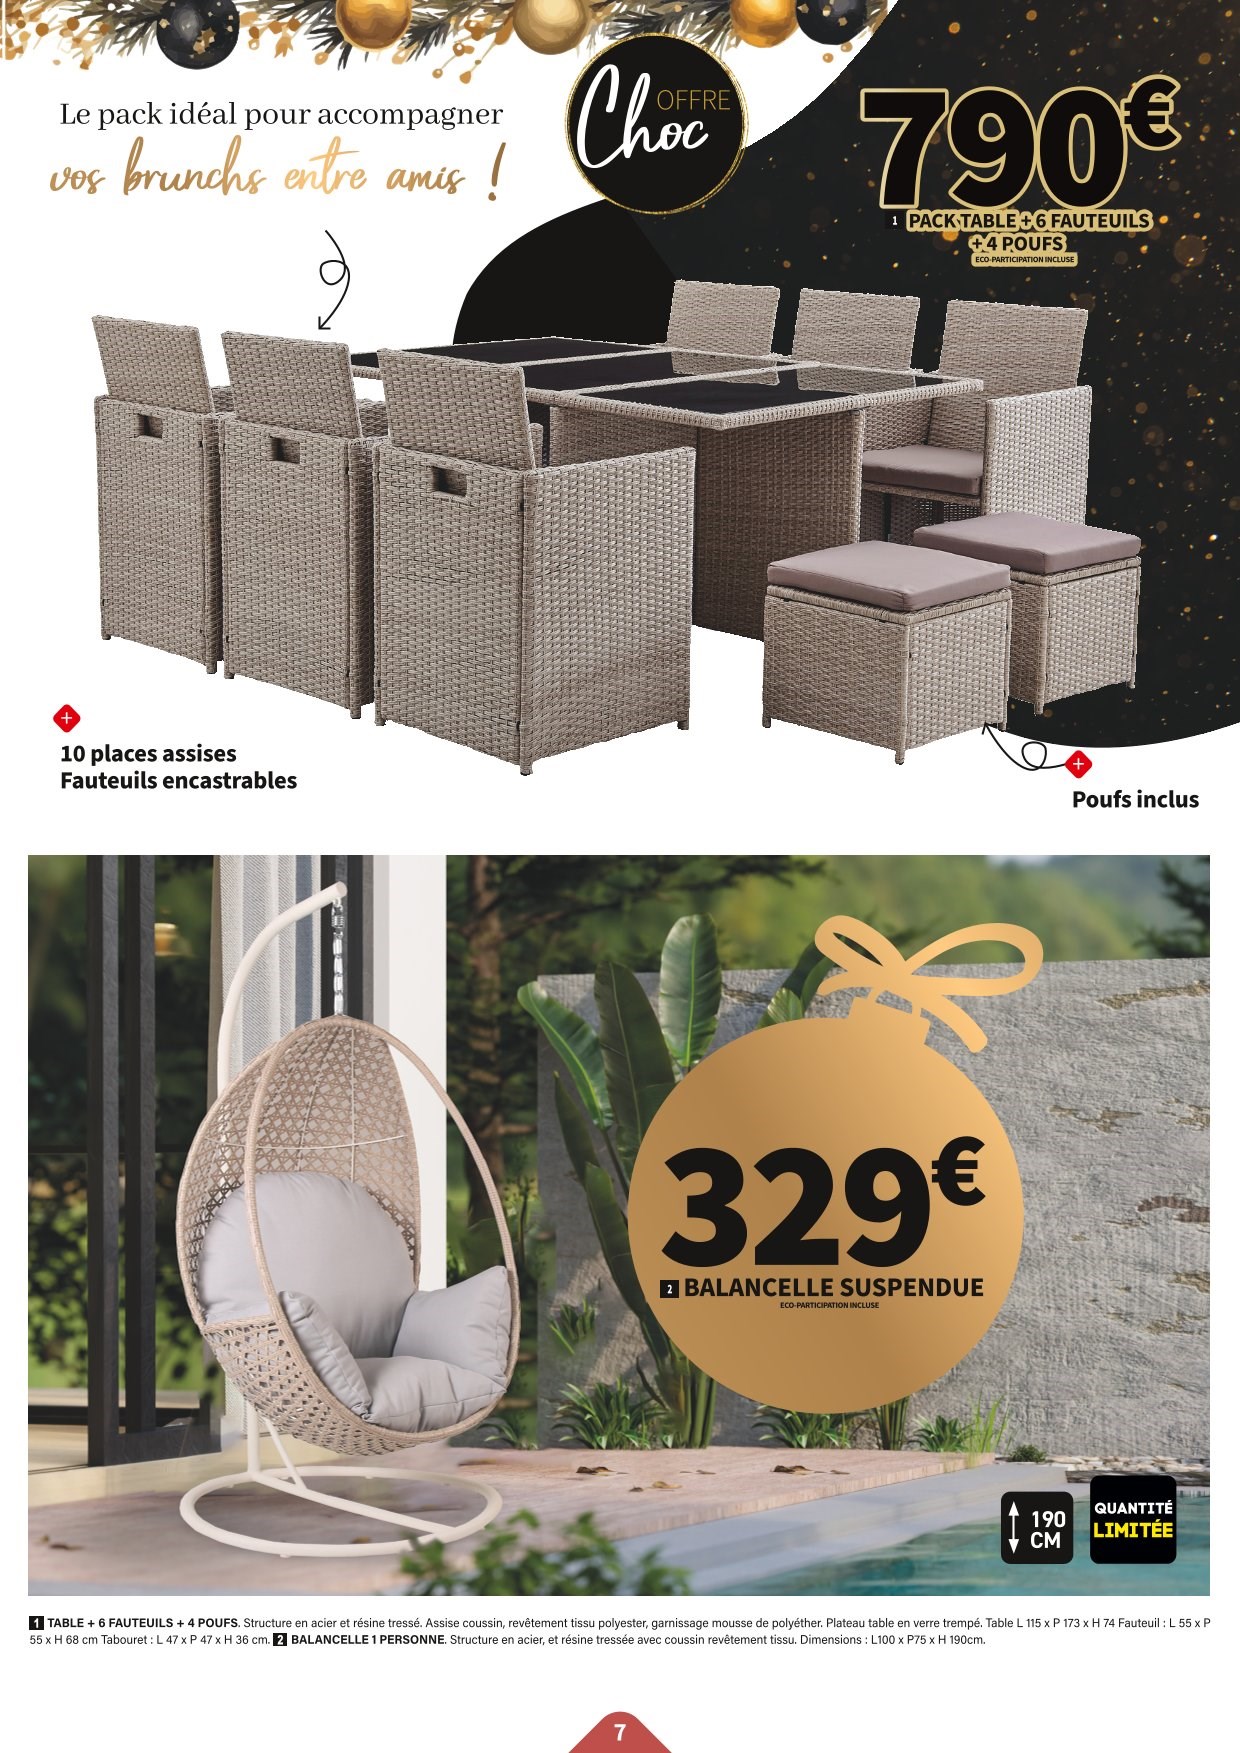 Le pack idéal pour accompagner
vos brunchs entre amis !
OFFRE
Choc
790€
1 PACK TABLE + 6 FAUTEUILS
+ 4 POUFS
ECO-PARTICIPATION INCLUSE
+
10 places assises
Fauteuils encastrables
+
Poufs inclus
329€
2 BALANCELLE SUSPENDUE
ECO-PARTICIPATION INCLUSE
190
CM
QUANTITÉ
LIMITÉE
1 TABLE + 6 FAUTEUILS + 4 POUFS. Structure en acier et résine tressé. Assise coussin, revêtement tissu polyester, garnissage mousse de polyéther. Plateau table en verre trempé. Table L 115 x P 173 x H 74 Fauteuil : L 55 x P
55 x H 68 cm Tabouret : L 47 x P 47 x H 36 cm. 2 BALANCELLE 1 PERSONNE. Structure en acier, et résine tressée avec coussin revêtement tissu. Dimensions : L100 x P75 x H 190cm.
7